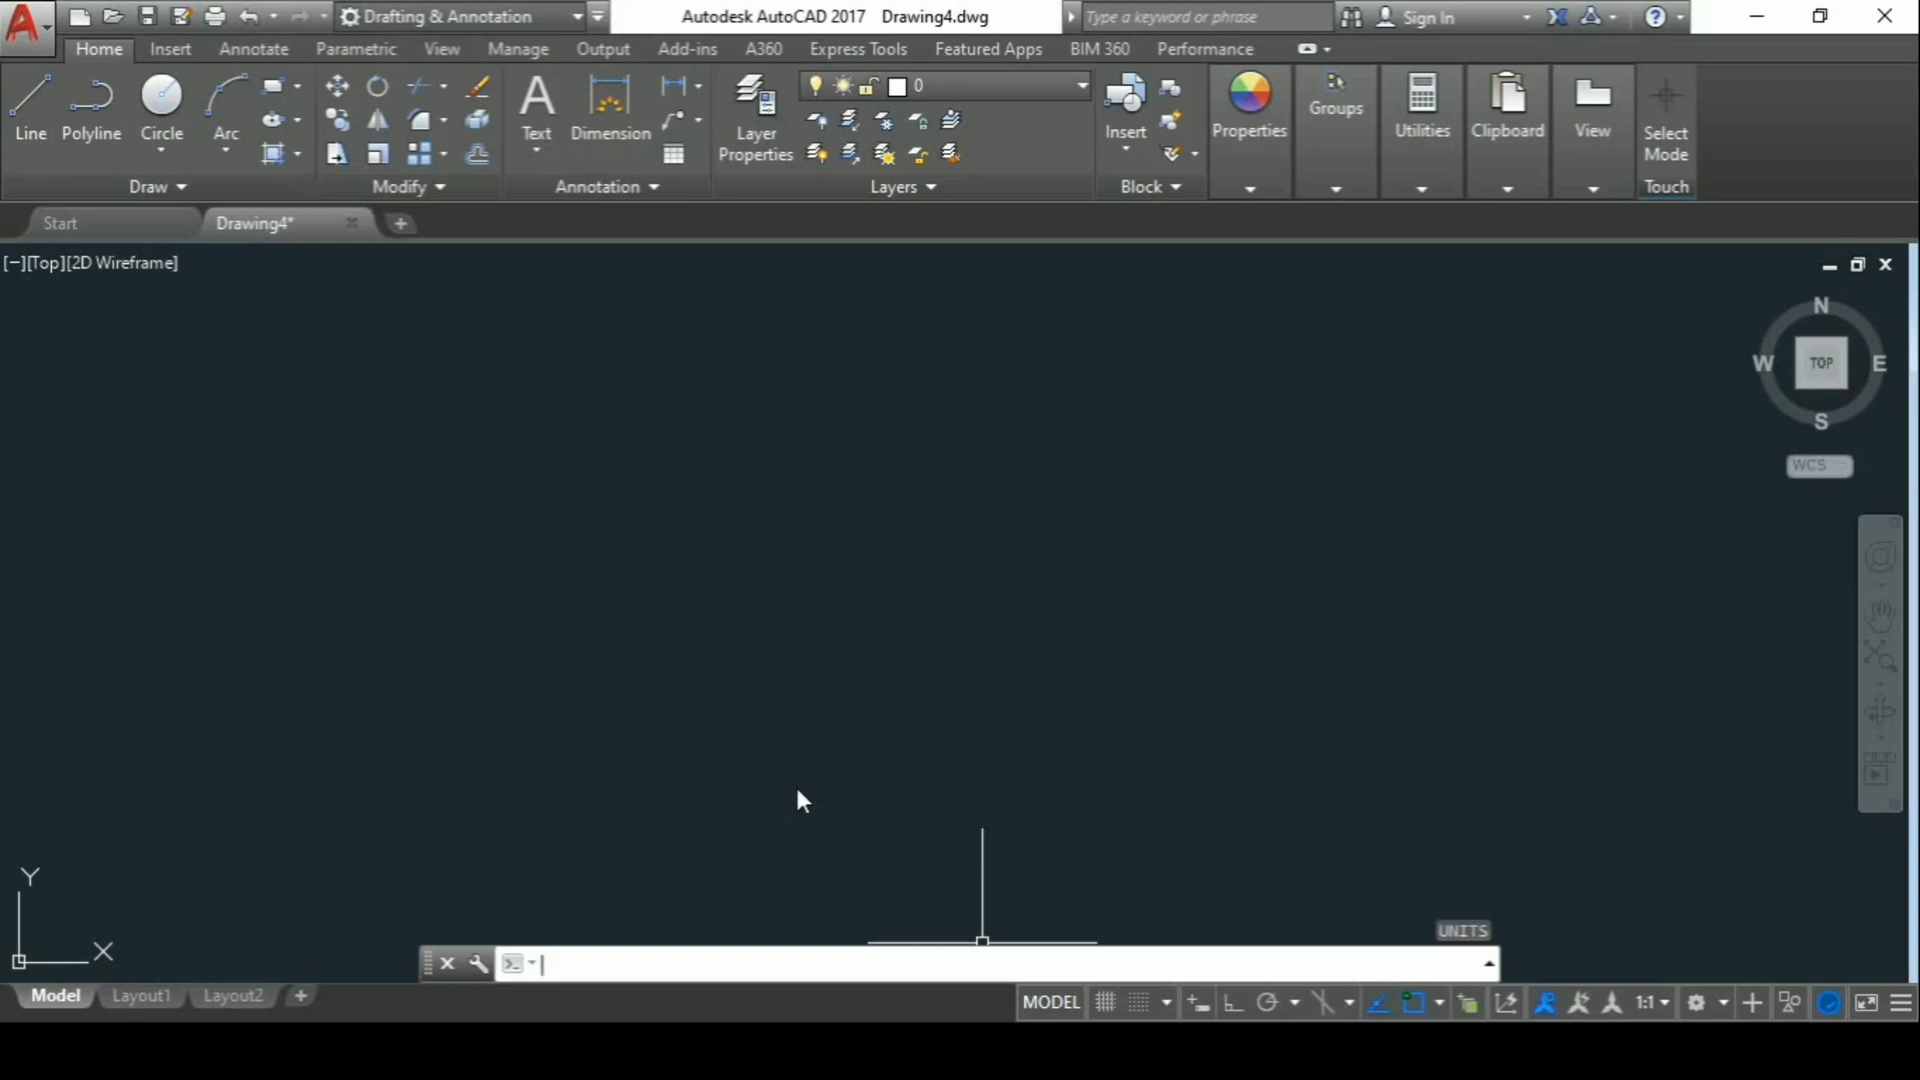 Drafting & Annotation
Autodesk AutoCAD 2017 Drawing4.dwg
Type a keyword or phrase
Sign In
Home Insert Annotate Parametric View Manage Output Add-ins A360 Express Tools Featured Apps BIM 360 Performance
0
Line Polyline Circle Arc
Text Dimension
Layer Properties
Insert
Properties
Groups
Utilities
Clipboard
View
Select Mode
Draw Modify Annotation Layers Block Touch
Start Drawing4*
[−][Top][2D Wireframe]
N
W TOP E
S
WCS
Y
X
UNITS
Model Layout1 Layout2
MODEL
1:1